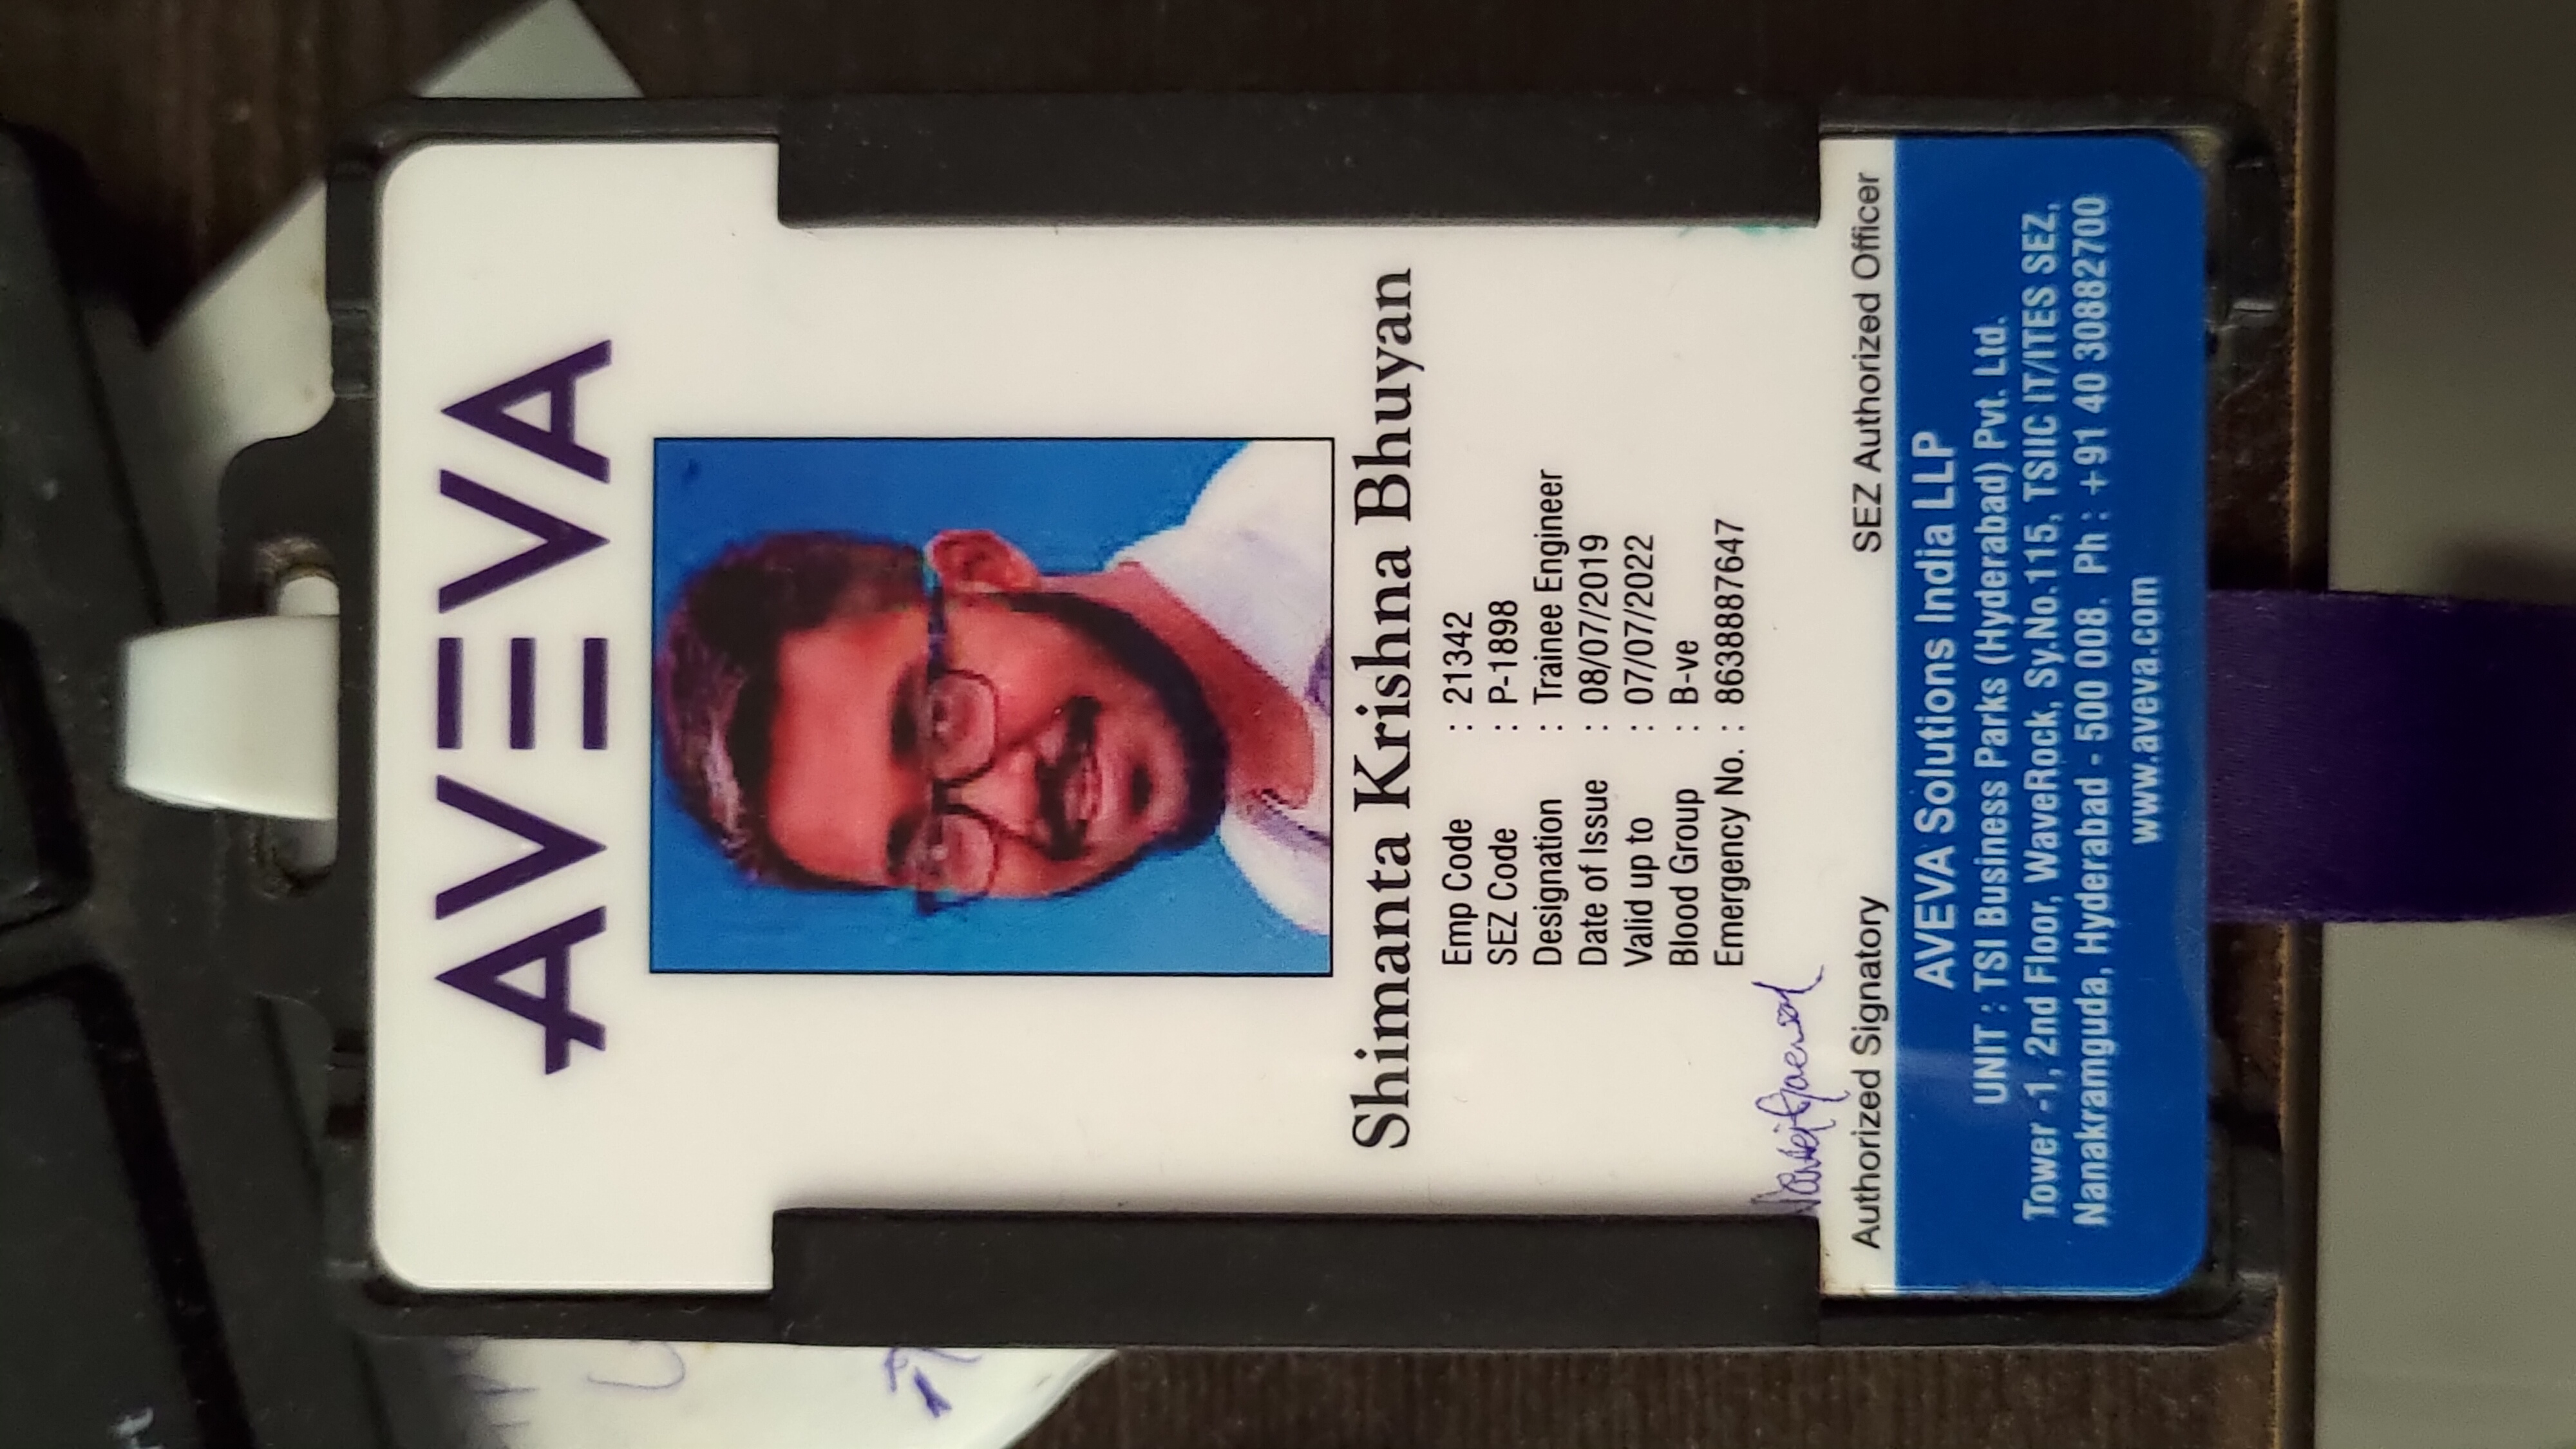 AVEVA
Shimanta Krishna Bhuyan
Emp Code : 21342
SEZ Code : P-1898
Designation : Trainee Engineer
Date of Issue : 08/07/2019
Valid up to : 07/07/2022
Blood Group : B-ve
Emergency No. : 8638887647
Authorized Signatory SEZ Authorized Officer
AVEVA Solutions India LLP
UNIT : TSI Business Parks (Hyderabad) Pvt. Ltd.
Tower -1, 2nd Floor, WaveRock, Sy.No.115, TSIIC IT/ITES SEZ,
Nanakramguda, Hyderabad - 500 008. Ph : +91 40 30882700
www.aveva.com